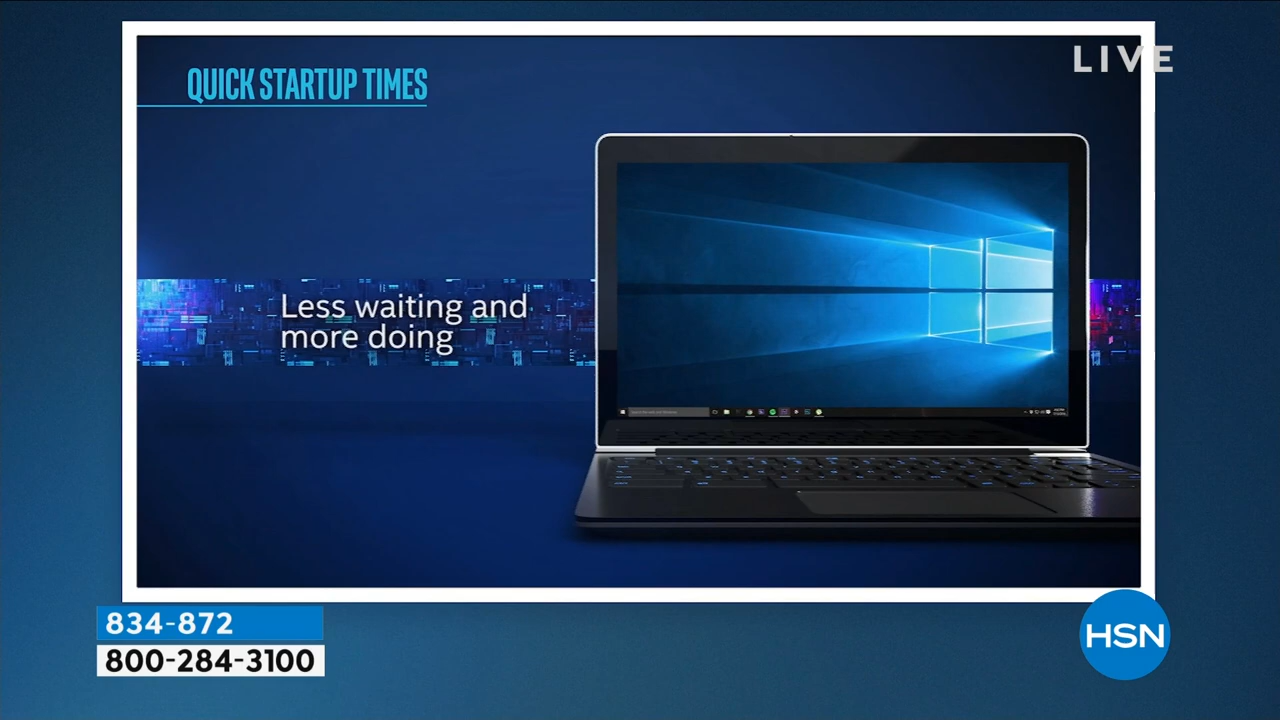 LIVE
QUICK STARTUP TIMES
Less waiting and
more doing
834-872
800-284-3100
HSN